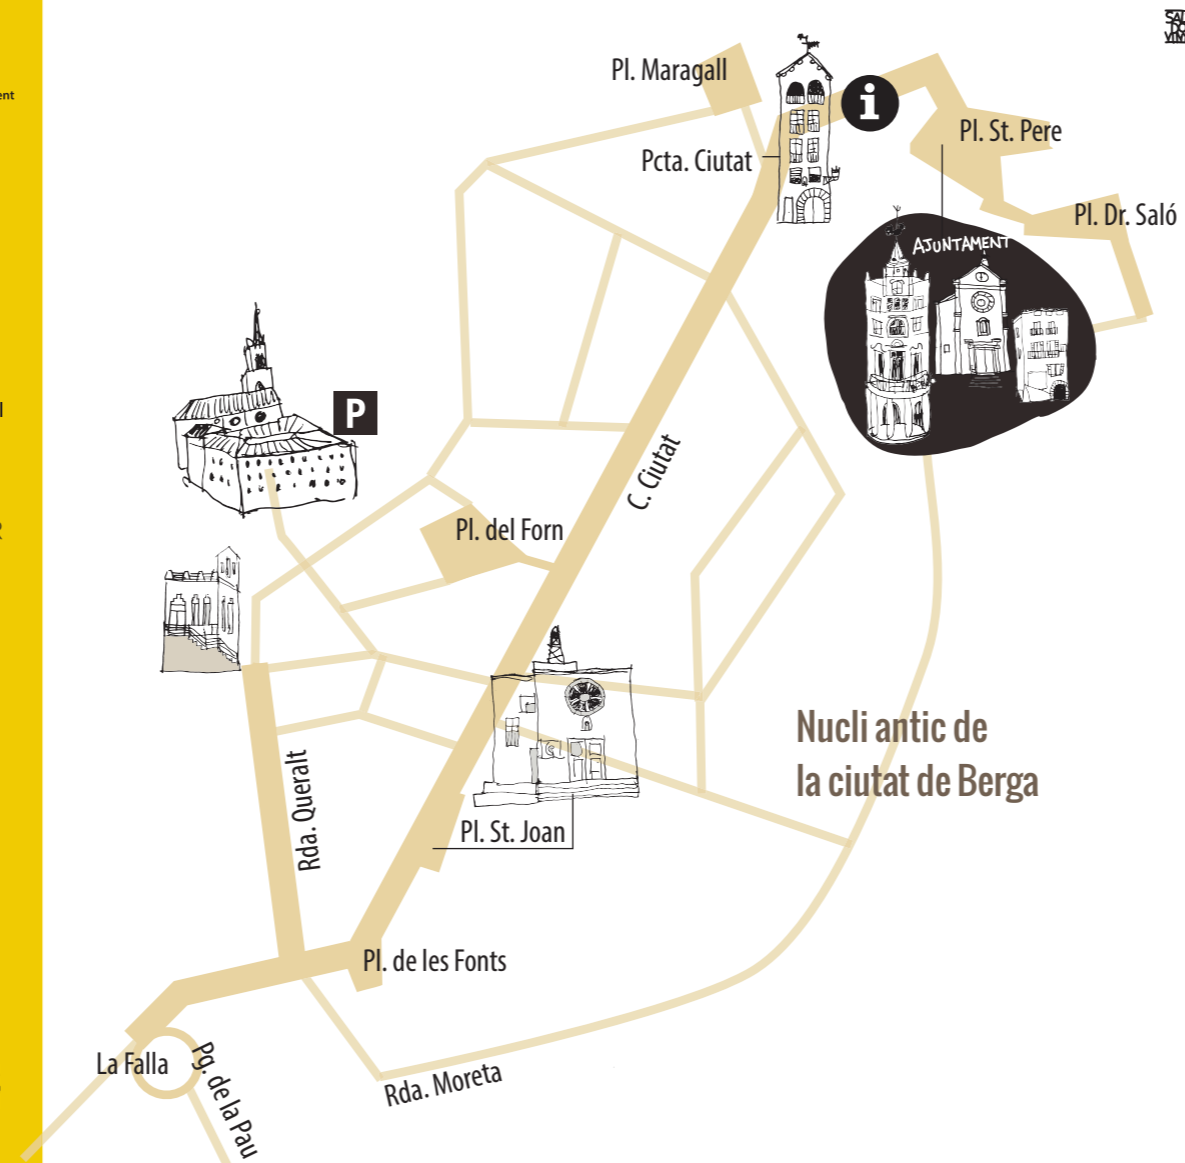 Pl. Maragall
i
Pl. St. Pere
Pcta. Ciutat
Pl. Dr. Saló
AJUNTAMENT
P
C. Ciutat
Pl. del Forn
Nucli antic de
la ciutat de Berga
Rda. Queralt
Pl. St. Joan
Pl. de les Fonts
La Falla
Pg. de la Pau
Rda. Moreta